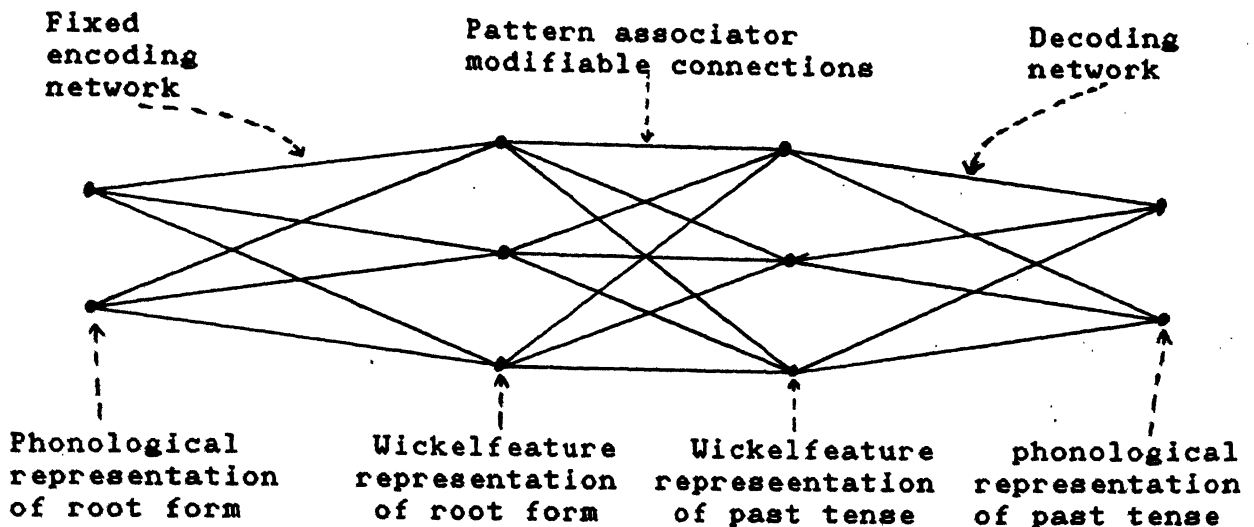 Fixed
encoding
network
Pattern associator
modifiable connections
Decoding
network
Phonological
representation
of root form
Wickelfeature
representation
of root form
Wickelfeature
represeentation
of past tense
phonological
representation
of past tense